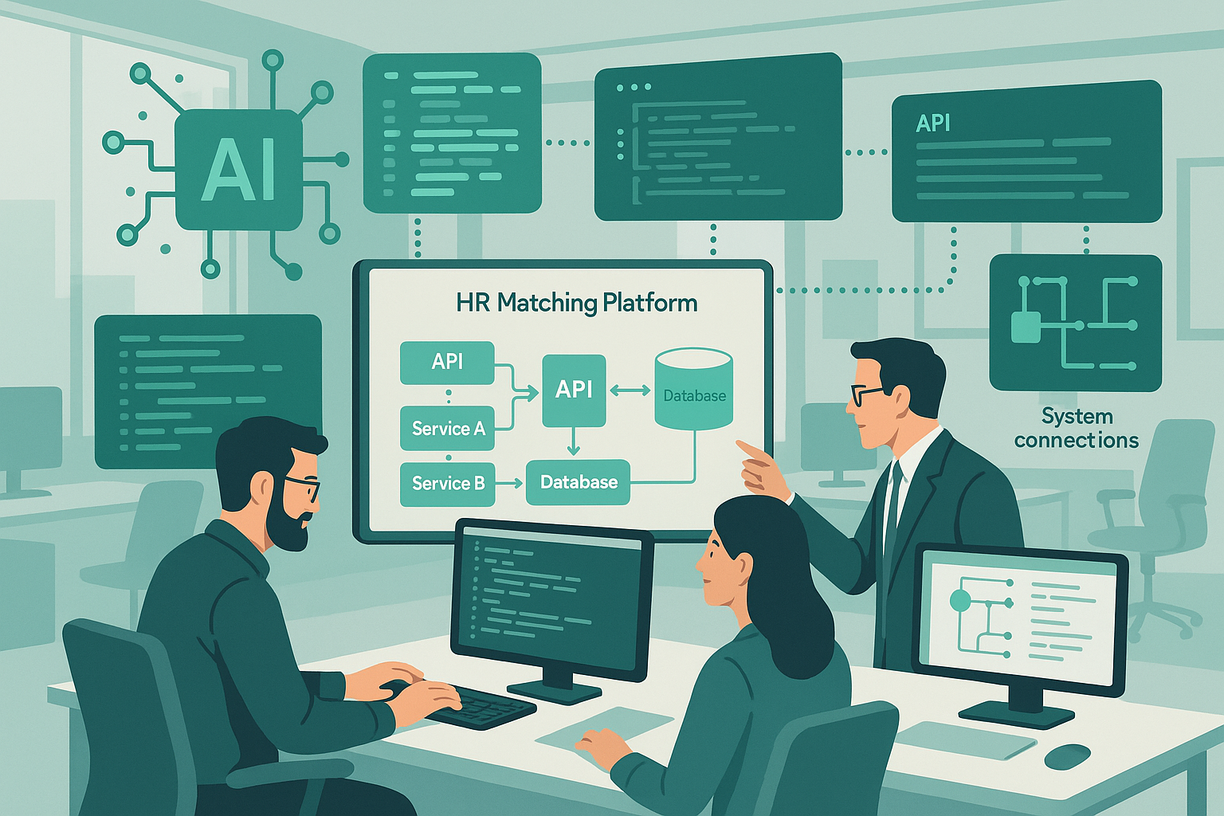 AI
API
HR Matching Platform
API
API
Database
Service A
Service B
Database
System
connections